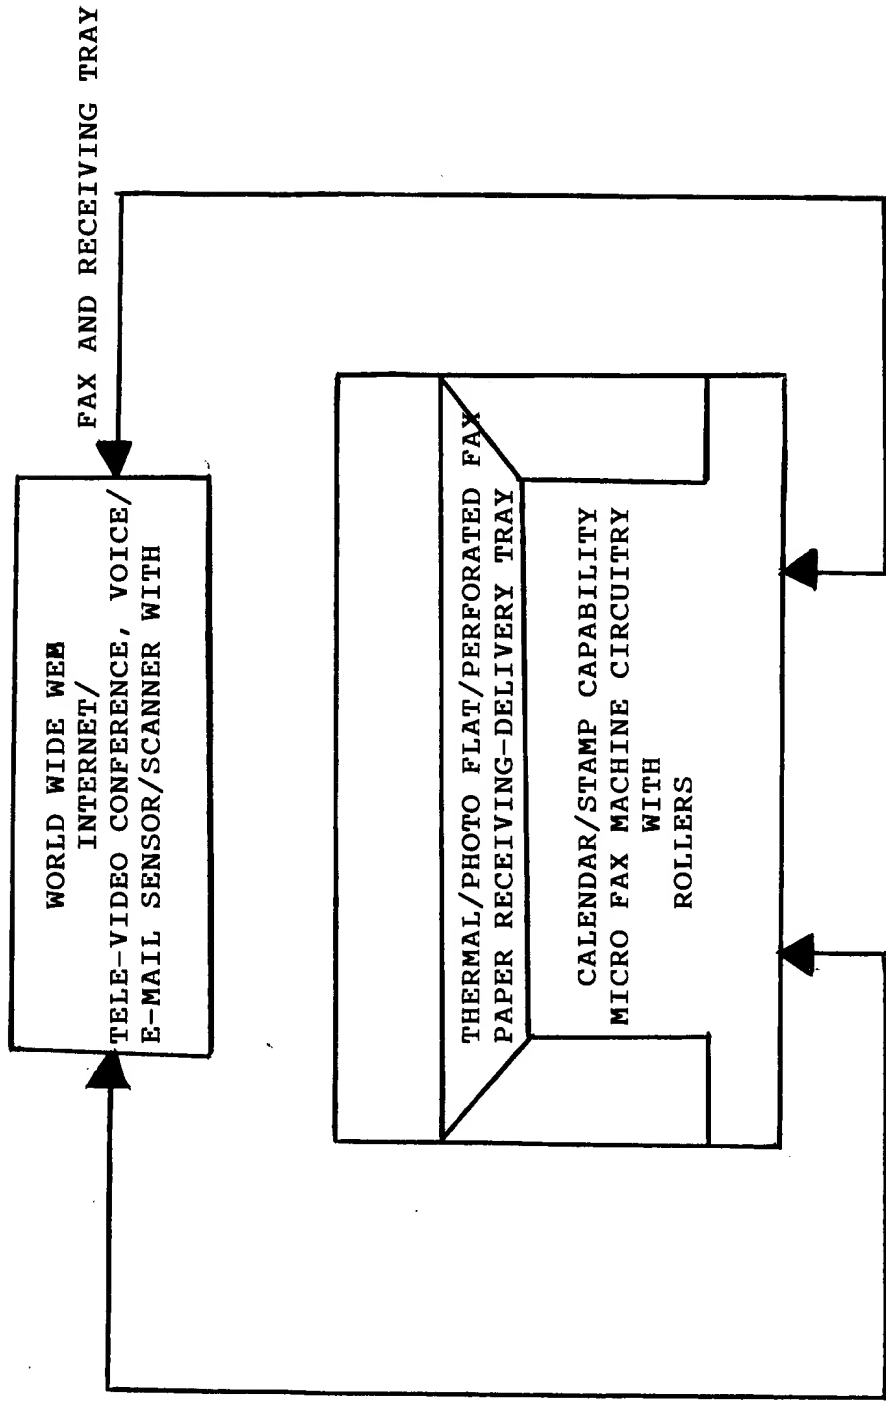 WORLD WIDE WEB
INTERNET/
TELE-VIDEO CONFERENCE, VOICE/
E-MAIL SENSOR/SCANNER WITH
FAX AND RECEIVING TRAY
THERMAL/PHOTO FLAT/PERFORATED FAX
PAPER RECEIVING-DELIVERY TRAY
CALENDAR/STAMP CAPABILITY
MICRO FAX MACHINE CIRCUITRY
WITH
ROLLERS